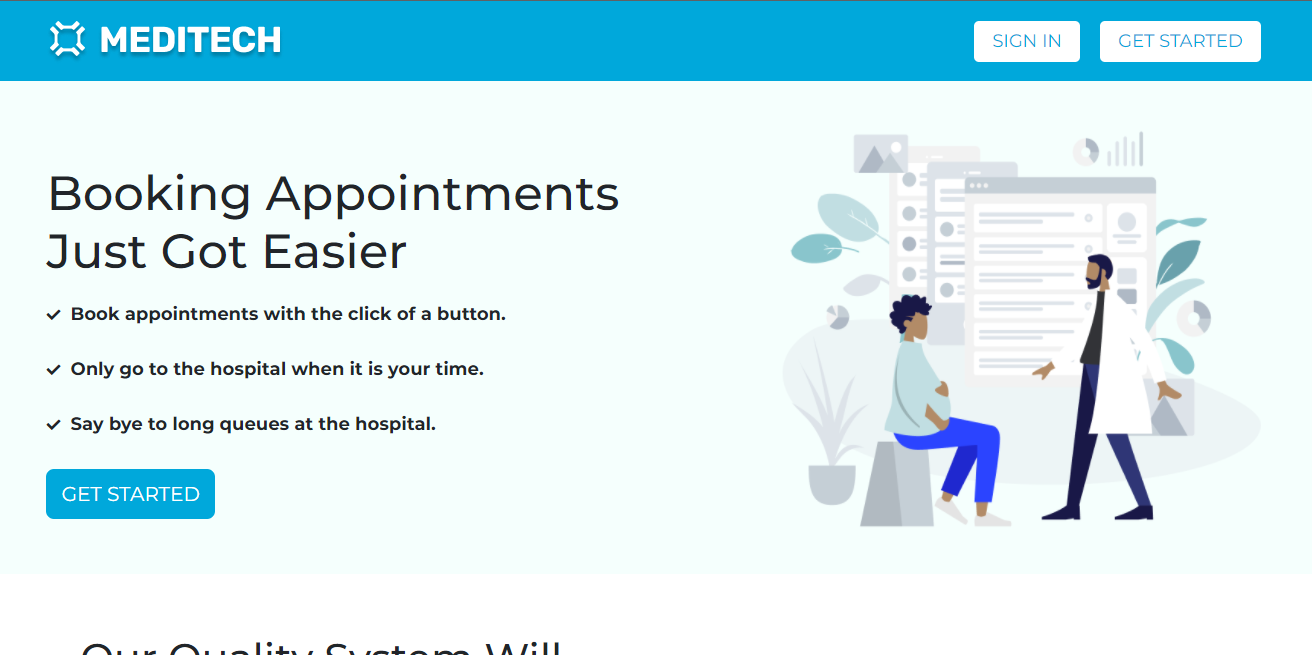 MEDITECH
SIGN IN
GET STARTED
Booking Appointments
Just Got Easier
Book appointments with the click of a button.
Only go to the hospital when it is your time.
Say bye to long queues at the hospital.
GET STARTED
Our Quality System Will